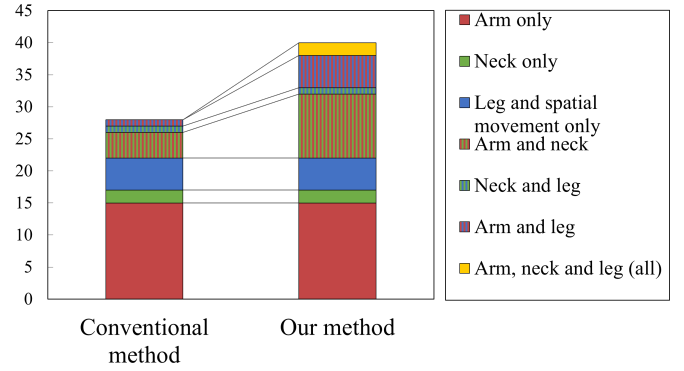 45
40
35
30
25
20
15
10
5
0
Conventional
method
Our method
Arm only
Neck only
Leg and spatial
movement only
Arm and neck
Neck and leg
Arm and leg
Arm, neck and leg (all)